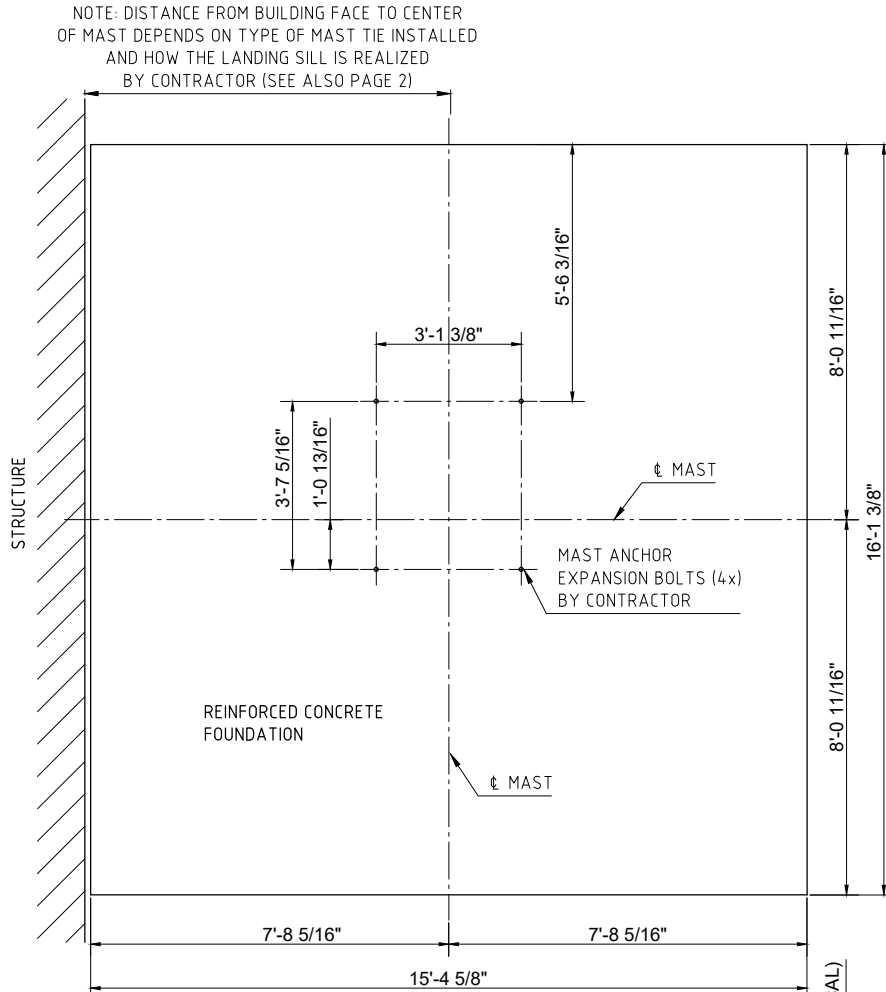 NOTE: DISTANCE FROM BUILDING FACE TO CENTER
OF MAST DEPENDS ON TYPE OF MAST TIE INSTALLED
AND HOW THE LANDING SILL IS REALIZED
BY CONTRACTOR (SEE ALSO PAGE 2)
5'-6 3/16"
8'-0 11/16"
3'-1 3/8"
3'-7 5/16"
1'-0 13/16"
STRUCTURE
℄ MAST
16'-1 3/8"
MAST ANCHOR
EXPANSION BOLTS (4x)
BY CONTRACTOR
REINFORCED CONCRETE
FOUNDATION
8'-0 11/16"
℄ MAST
7'-8 5/16"
7'-8 5/16"
15'-4 5/8"